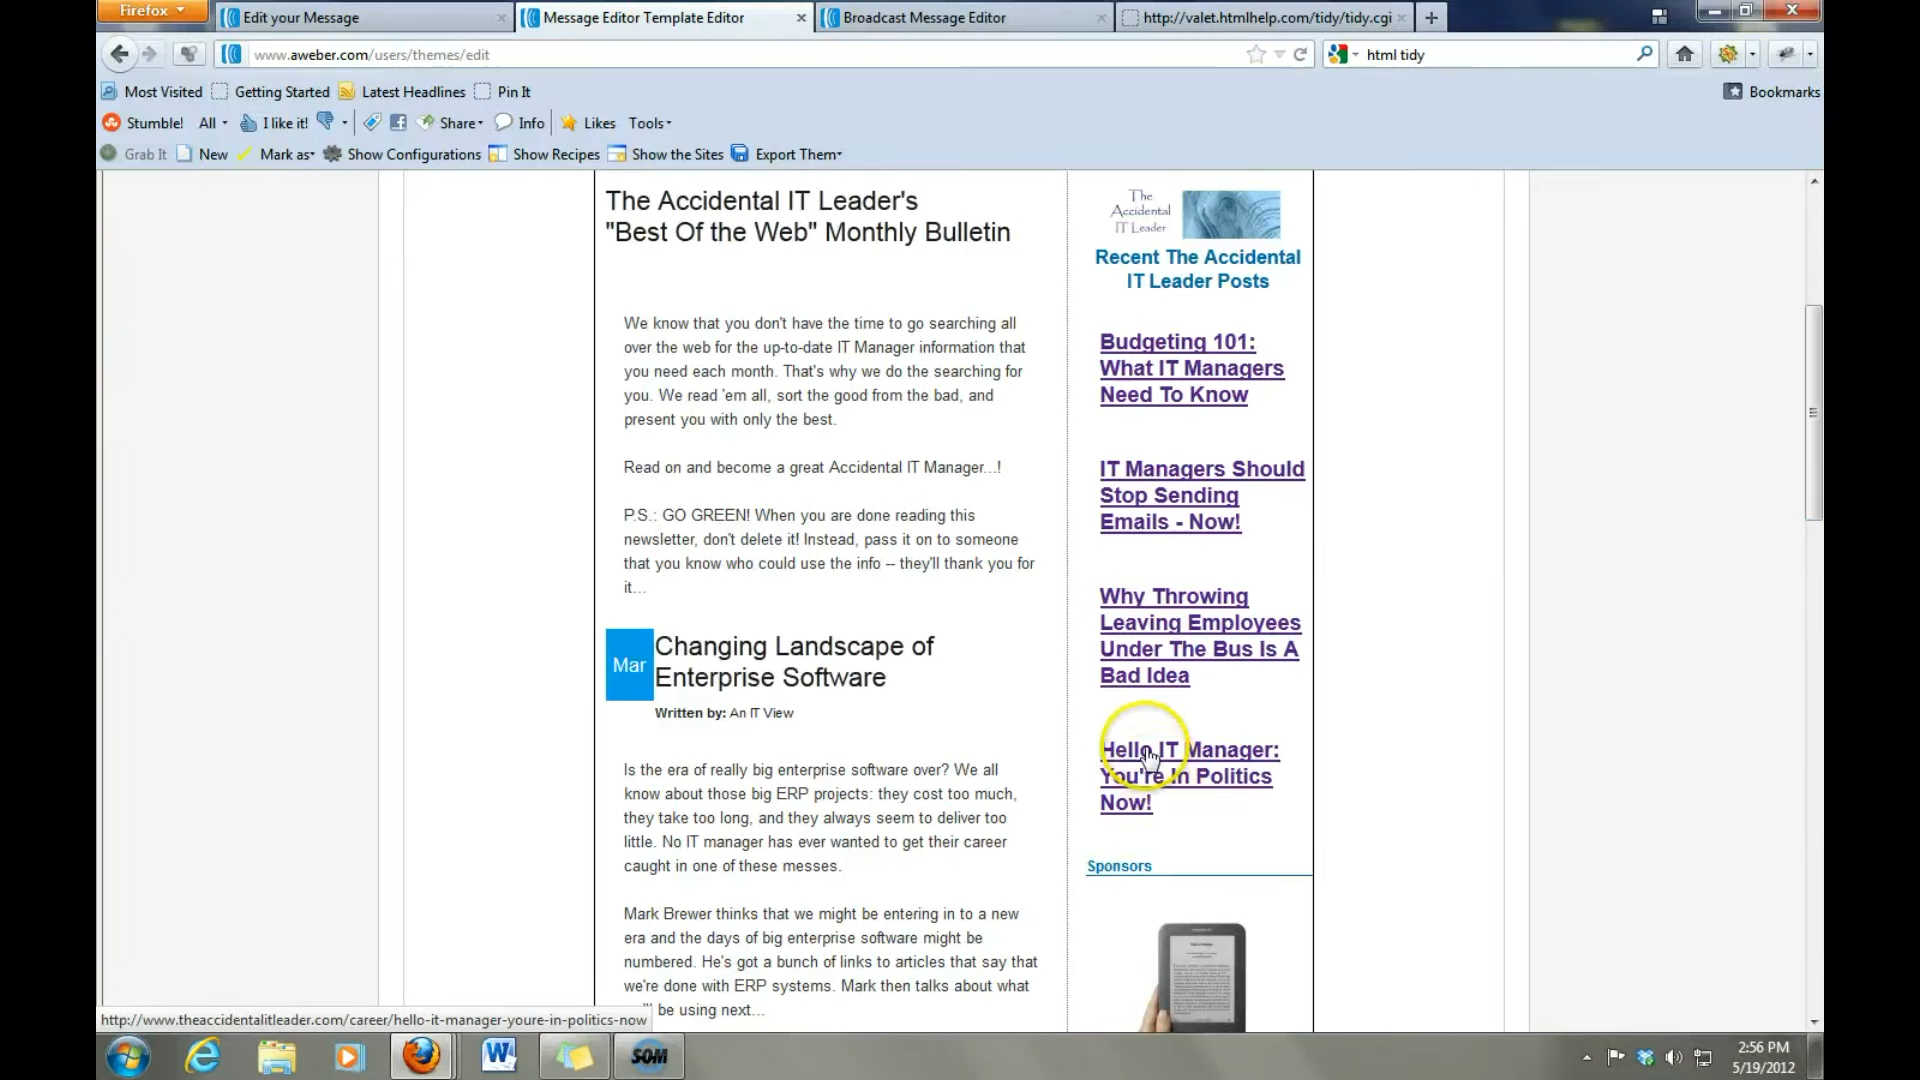 Firefox
Edit your Message
Message Editor Template Editor
Broadcast Message Editor
http://valet.htmlhelp.com/tidy/tidy.cgi
www.aweber.com/users/themes/edit
html tidy
Most Visited
Getting Started
Latest Headlines
Pin It
Bookmarks
Stumble!
All
I like it!
Share
Info
Likes
Tools
Grab It
New
Mark as
Show Configurations
Show Recipes
Show the Sites
Export Them
The Accidental IT Leader's
"Best Of the Web" Monthly Bulletin
We know that you don't have the time to go searching all
over the web for the up-to-date IT Manager information that
you need each month. That's why we do the searching for
you. We read 'em all, sort the good from the bad, and
present you with only the best.
Read on and become a great Accidental IT Manager...!
P.S.: GO GREEN! When you are done reading this
newsletter, don't delete it! Instead, pass it on to someone
that you know who could use the info -- they'll thank you for
it...
Mar
Changing Landscape of
Enterprise Software
Written by: An IT View
Is the era of really big enterprise software over? We all
know about those big ERP projects: they cost too much,
they take too long, and they always seem to deliver too
little. No IT manager has ever wanted to get their career
caught in one of these messes.
Mark Brewer thinks that we might be entering in to a new
era and the days of big enterprise software might be
numbered. He's got a bunch of links to articles that say that
we're done with ERP systems. Mark then talks about what
be using next...
The
Accidental
IT Leader
Recent The Accidental
IT Leader Posts
Budgeting 101:
What IT Managers
Need To Know
IT Managers Should
Stop Sending
Emails - Now!
Why Throwing
Leaving Employees
Under The Bus Is A
Bad Idea
Hello IT Manager:
You're In Politics
Now!
Sponsors
http://www.theaccidentalitleader.com/career/hello-it-manager-youre-in-politics-now
SOM
2:56 PM
5/19/2012